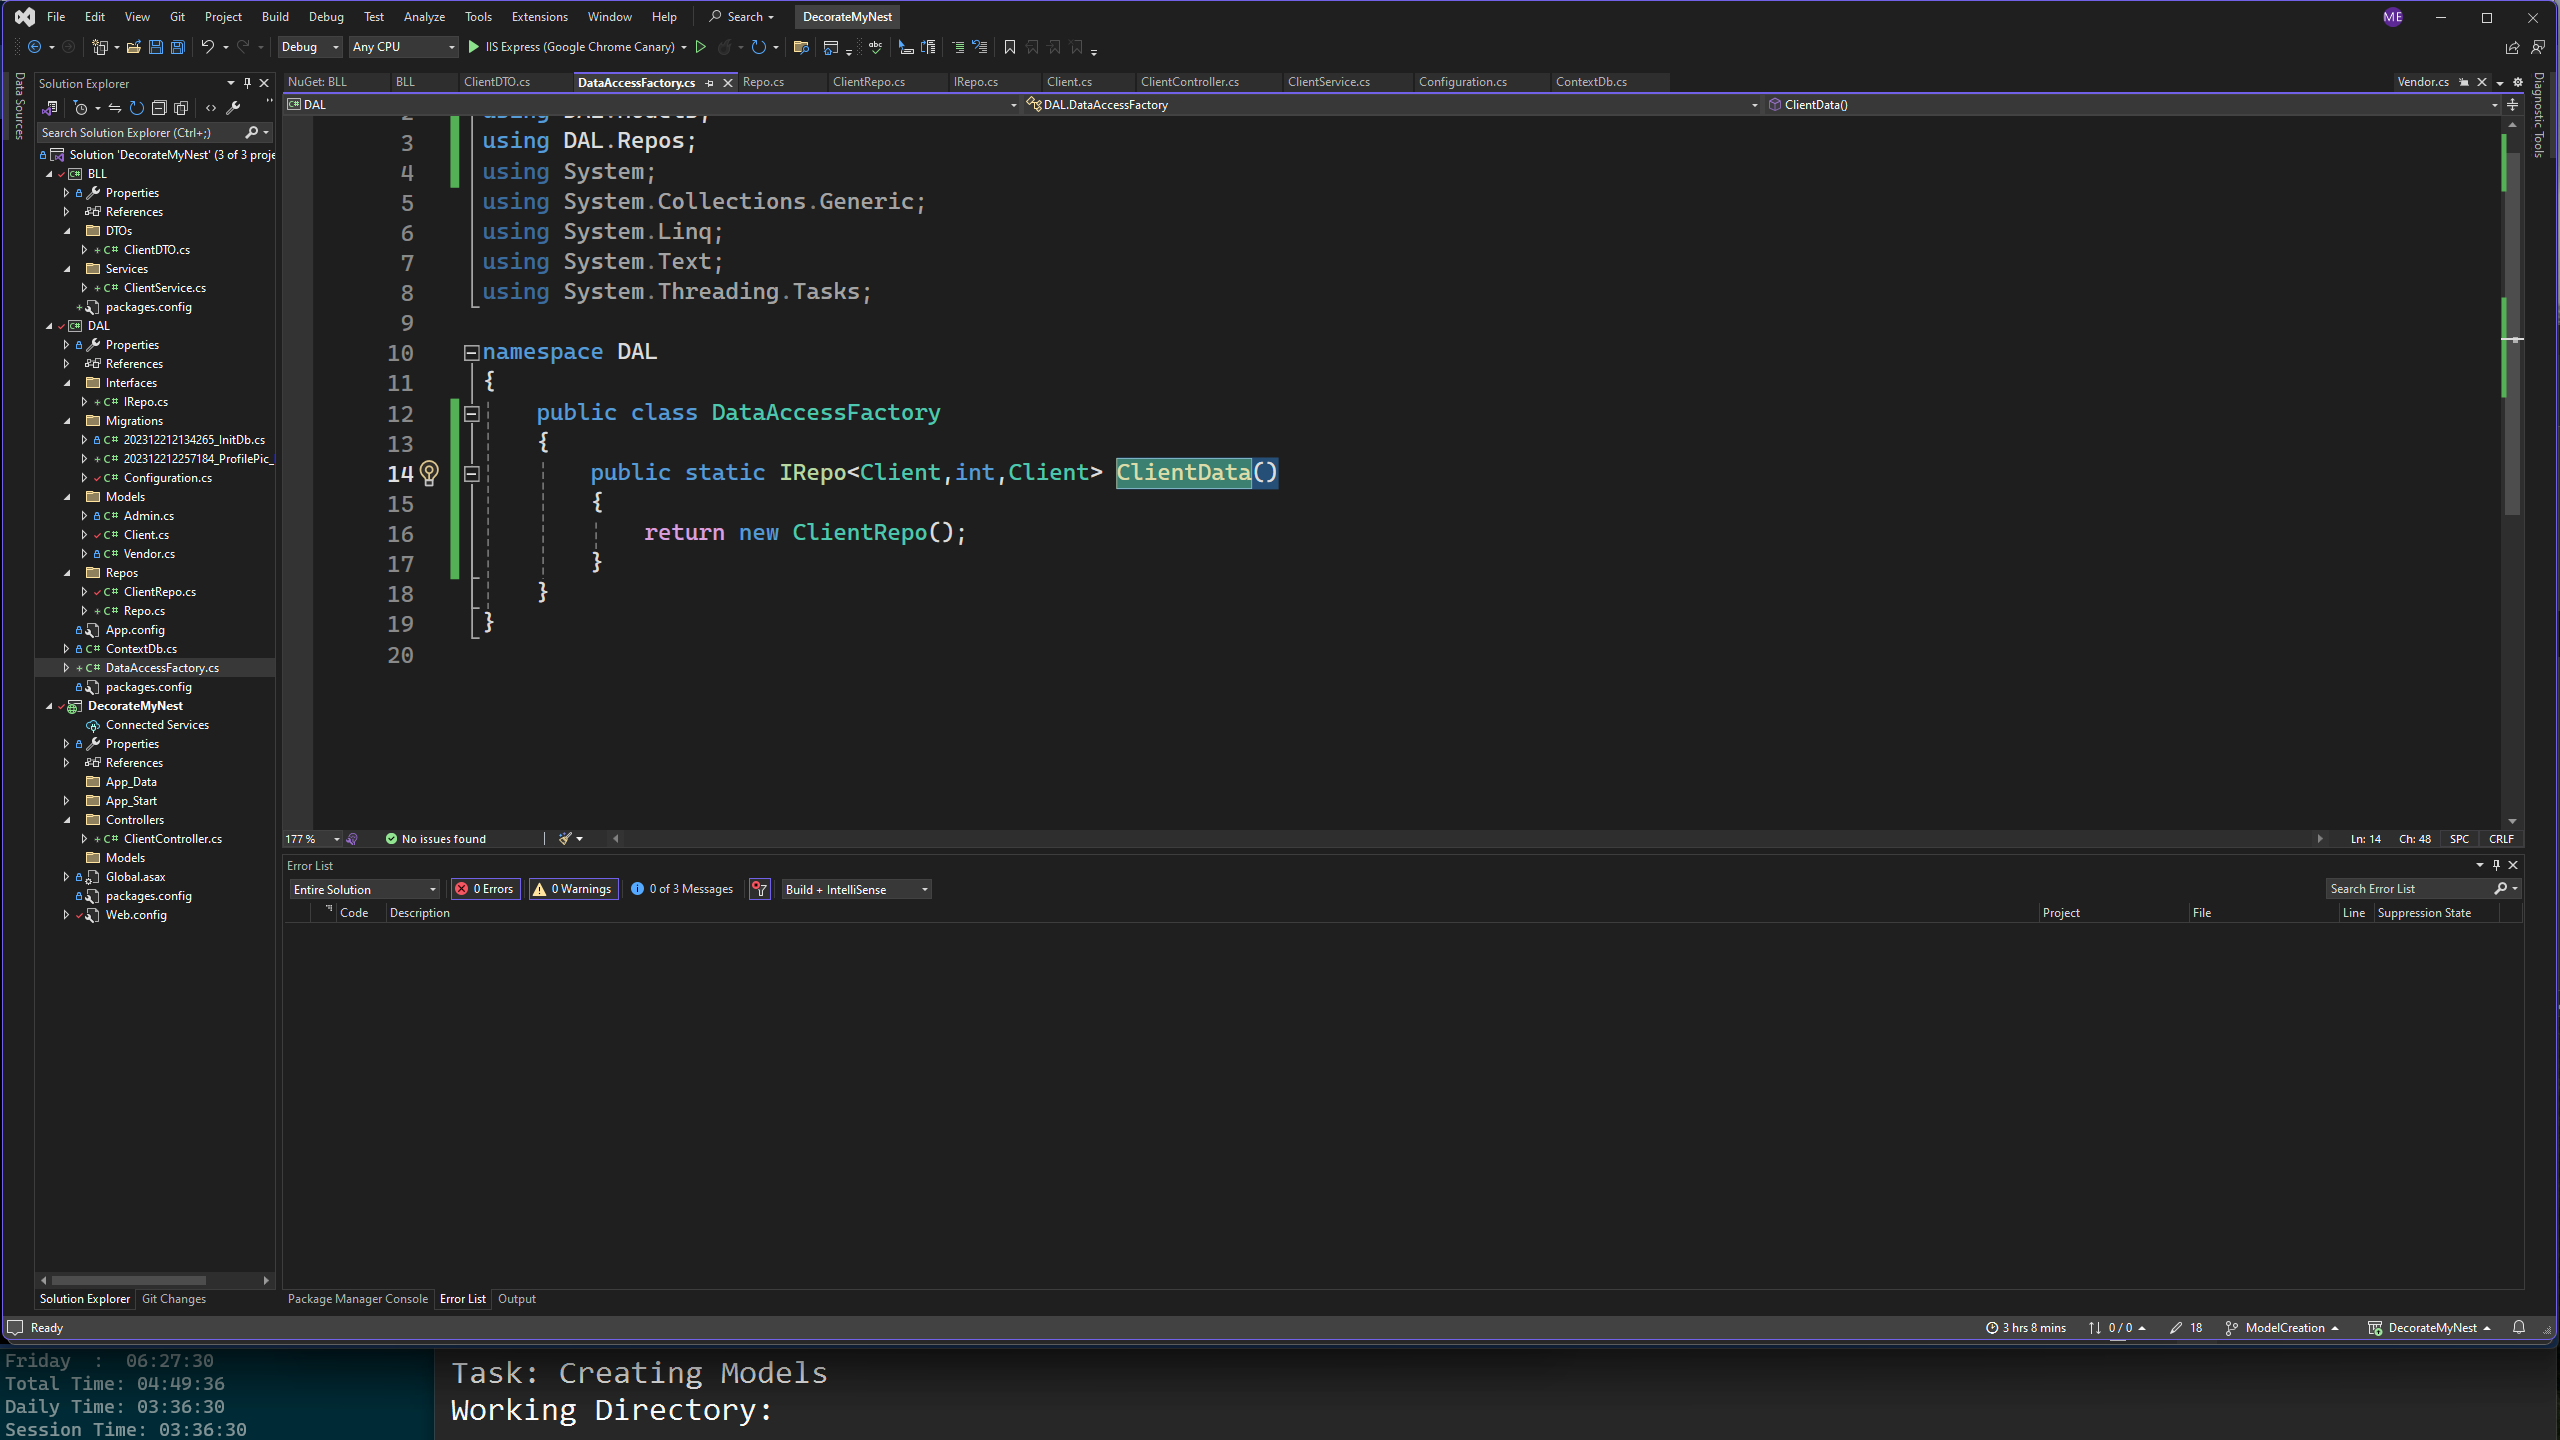 File Edit View Git Project Build Debug Test Analyze Tools Extensions Window Help Search DecorateMyNest ME
Debug Any CPU IIS Express (Google Chrome Canary)
Data Sources
Solution Explorer
Search Solution Explorer (Ctrl+;)
Solution 'DecorateMyNest' (3 of 3 proje
BLL
Properties
References
DTOs
C# ClientDTO.cs
Services
C# ClientService.cs
packages.config
DAL
Properties
References
Interfaces
C# IRepo.cs
Migrations
C# 202312212134265_InitDb.cs
C# 202312212257184_ProfilePic_
C# Configuration.cs
Models
C# Admin.cs
C# Client.cs
C# Vendor.cs
Repos
C# ClientRepo.cs
C# Repo.cs
App.config
C# ContextDb.cs
C# DataAccessFactory.cs
packages.config
DecorateMyNest
Connected Services
Properties
References
App_Data
App_Start
Controllers
C# ClientController.cs
Models
Global.asax
packages.config
Web.config
Solution Explorer Git Changes
NuGet: BLL BLL ClientDTO.cs DataAccessFactory.cs Repo.cs ClientRepo.cs IRepo.cs Client.cs ClientController.cs ClientService.cs Configuration.cs ContextDb.cs Vendor.cs
DAL DAL.DataAccessFactory ClientData()
2 using DAL.Models;
3 using DAL.Repos;
4 using System;
5 using System.Collections.Generic;
6 using System.Linq;
7 using System.Text;
8 using System.Threading.Tasks;
9
10 namespace DAL
11 {
12 public class DataAccessFactory
13 {
14 public static IRepo<Client,int,Client> ClientData()
15 {
16 return new ClientRepo();
17 }
18 }
19 }
20
177 % No issues found Ln: 14 Ch: 48 SPC CRLF
Diagnostic Tools
Error List
Entire Solution 0 Errors 0 Warnings 0 of 3 Messages Build + IntelliSense Search Error List
Code Description Project File Line Suppression State
Package Manager Console Error List Output
Ready 3 hrs 8 mins 0 / 0 18 ModelCreation DecorateMyNest
Friday : 06:27:30
Total Time: 04:49:36
Daily Time: 03:36:30
Session Time: 03:36:30
Task: Creating Models
Working Directory: